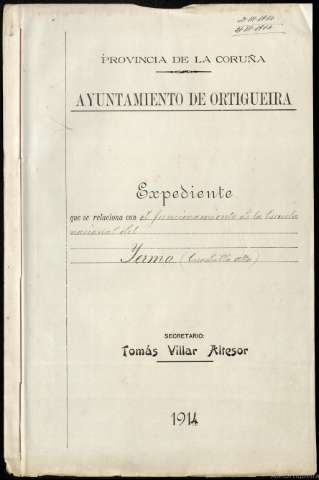 PROVINCIA DE LA CORUÑA
AYUNTAMIENTO DE ORTIGUEIRA
Expediente
que se relaciona con el funcionamiento de la Escuela
nacional del
Yermo
SECRETARIO:
Tomás Villar Altesor
1914